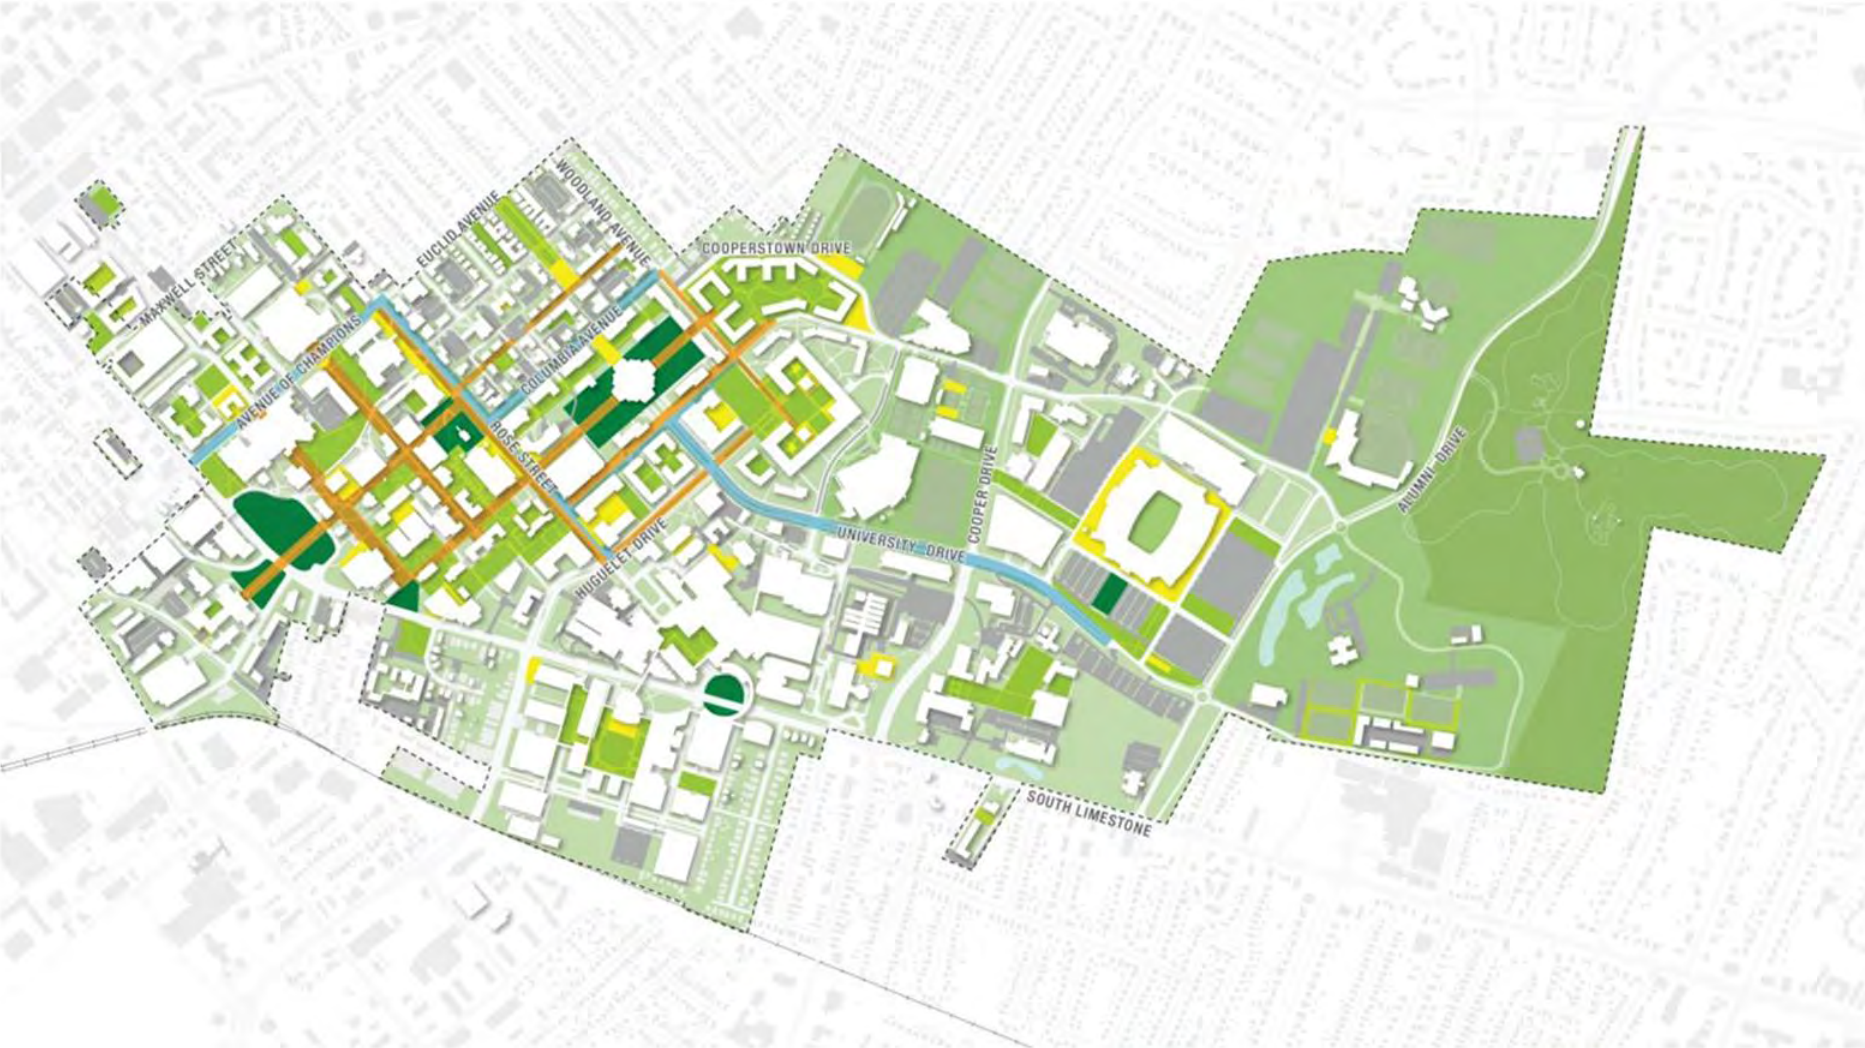 WOODLAND AVENUE
EUCLID AVENUE
COOPERSTOWN DRIVE
MAXWELL STREET
AVENUE OF CHAMPIONS
COLUMBIA AVENUE
ROSE STREET
ALUMNI DRIVE
COOPER DRIVE
UNIVERSITY DRIVE
HUGUELET DRIVE
SOUTH LIMESTONE